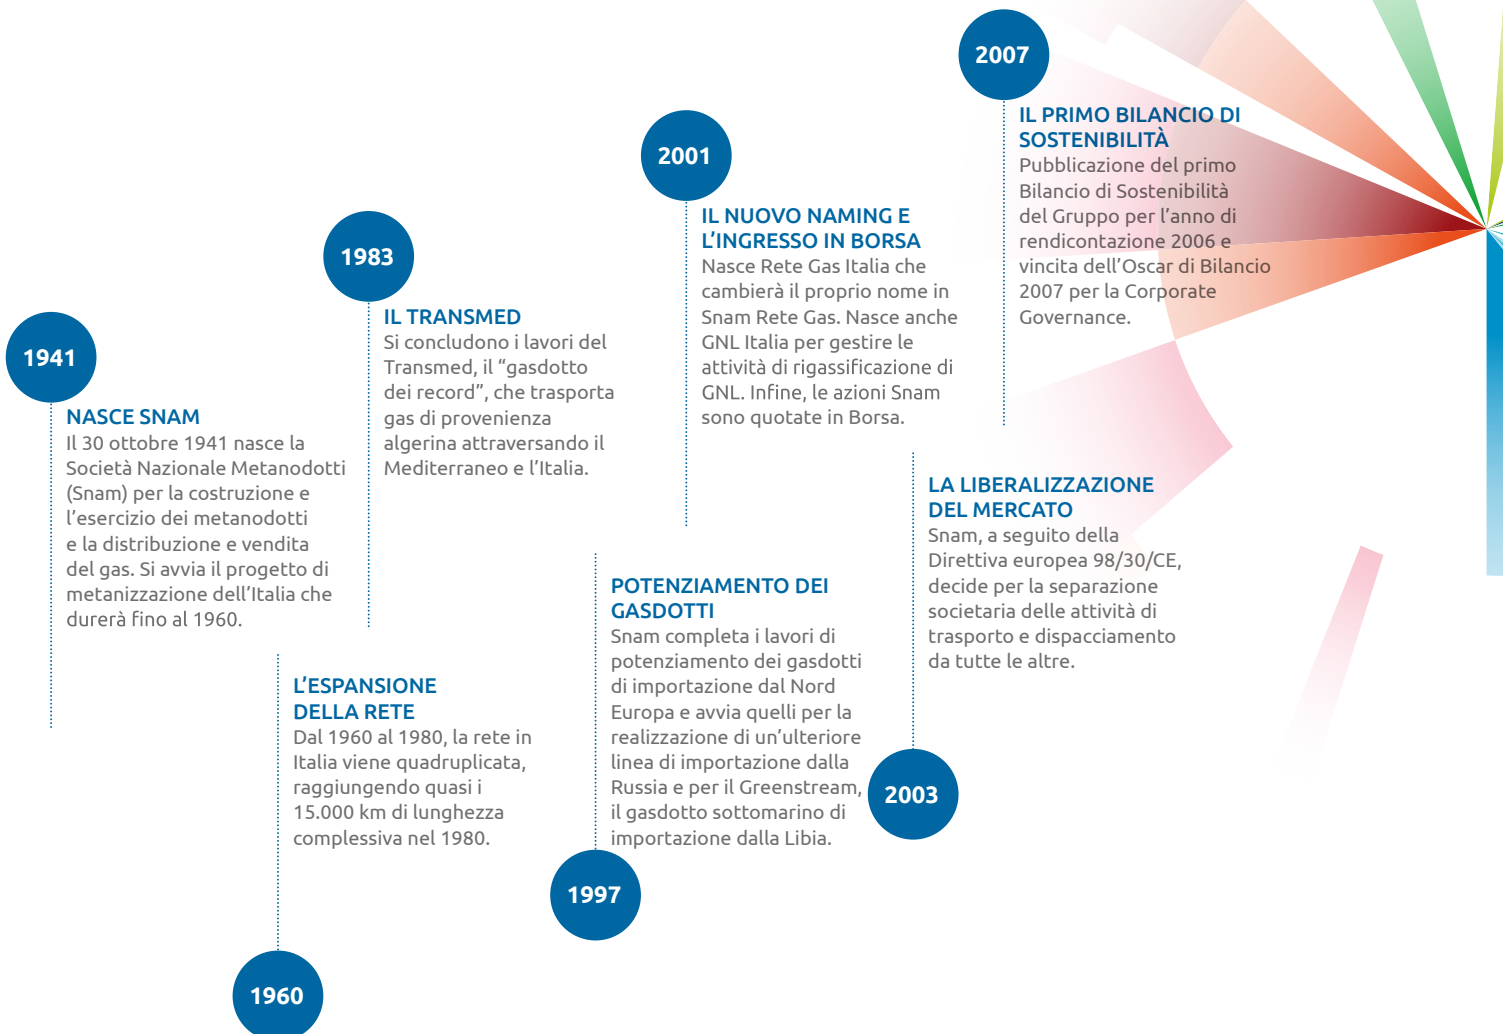 1941
NASCE SNAM
Il 30 ottobre 1941 nasce la
Società Nazionale Metanodotti
(Snam) per la costruzione e
l’esercizio dei metanodotti
e la distribuzione e vendita
del gas. Si avvia il progetto di
metanizzazione dell’Italia che
durerà fino al 1960.
1960
L’ESPANSIONE
DELLA RETE
Dal 1960 al 1980, la rete in
Italia viene quadruplicata,
raggiungendo quasi i
15.000 km di lunghezza
complessiva nel 1980.
1983
IL TRANSMED
Si concludono i lavori del
Transmed, il “gasdotto
dei record”, che trasporta
gas di provenienza
algerina attraversando il
Mediterraneo e l’Italia.
1997
POTENZIAMENTO DEI
GASDOTTI
Snam completa i lavori di
potenziamento dei gasdotti
di importazione dal Nord
Europa e avvia quelli per la
realizzazione di un’ulteriore
linea di importazione dalla
Russia e per il Greenstream,
il gasdotto sottomarino di
importazione dalla Libia.
2001
IL NUOVO NAMING E
L’INGRESSO IN BORSA
Nasce Rete Gas Italia che
cambierà il proprio nome in
Snam Rete Gas. Nasce anche
GNL Italia per gestire le
attività di rigassificazione di
GNL. Infine, le azioni Snam
sono quotate in Borsa.
2003
LA LIBERALIZZAZIONE
DEL MERCATO
Snam, a seguito della
Direttiva europea 98/30/CE,
decide per la separazione
societaria delle attività di
trasporto e dispacciamento
da tutte le altre.
2007
IL PRIMO BILANCIO DI
SOSTENIBILITÀ
Pubblicazione del primo
Bilancio di Sostenibilità
del Gruppo per l’anno di
rendicontazione 2006 e
vincita dell’Oscar di Bilancio
2007 per la Corporate
Governance.